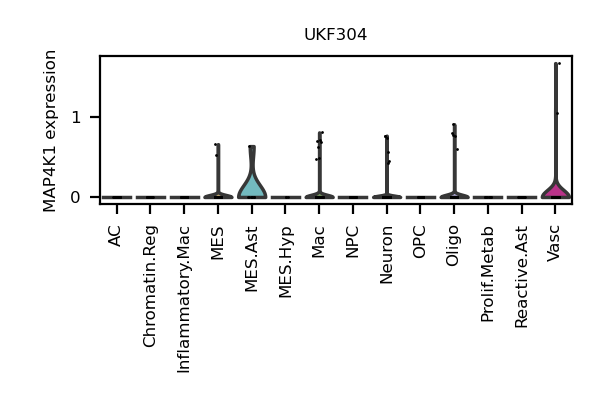 UKF304
MAP4K1 expression
1
0
AC
Chromatin.Reg
Inflammatory.Mac
MES
MES.Ast
MES.Hyp
Mac
NPC
Neuron
OPC
Oligo
Prolif.Metab
Reactive.Ast
Vasc